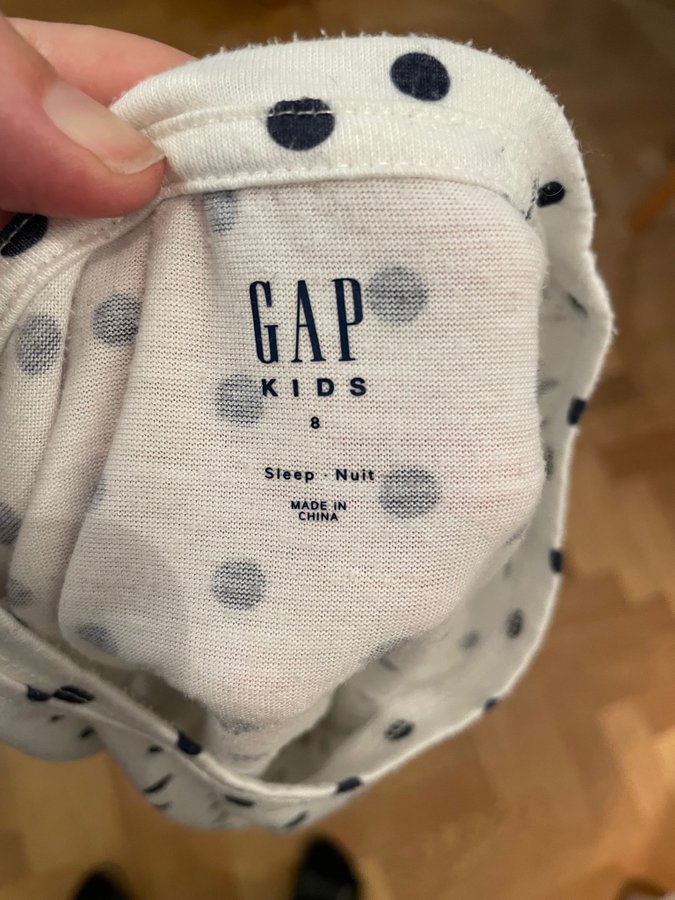 GAP
KIDS
8
Sleep · Nuit
MADE IN
CHINA